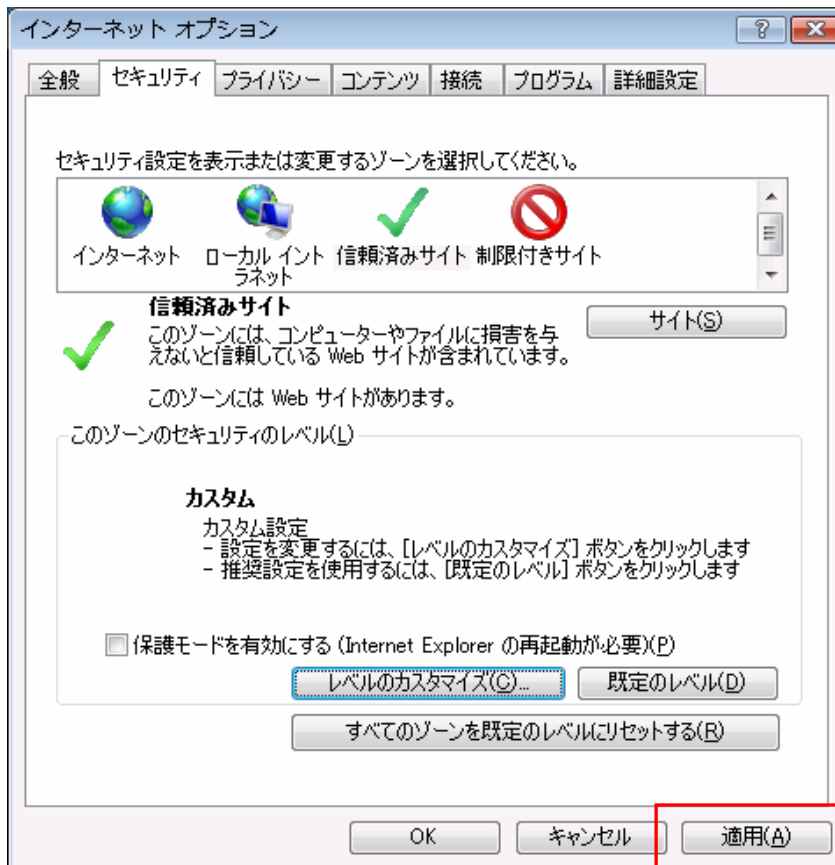 インターネット オプション
全般 セキュリティ プライバシー コンテンツ 接続 プログラム 詳細設定
セキュリティ設定を表示または変更するゾーンを選択してください。
インターネット ローカル イント 信頼済みサイト 制限付きサイト
ラネット
信頼済みサイト
サイト(S)
このゾーンには、コンピューターやファイルに損害を与
えないと信頼している Web サイトが含まれています。
このゾーンには Web サイトがあります。
このゾーンのセキュリティのレベル(L)
カスタム
カスタム設定
- 設定を変更するには、[レベルのカスタマイズ] ボタンをクリックします
- 推奨設定を使用するには、[既定のレベル] ボタンをクリックします
保護モードを有効にする (Internet Explorer の再起動が必要)(P)
レベルのカスタマイズ(C)... 既定のレベル(D)
すべてのゾーンを既定のレベルにリセットする(R)
OK キャンセル 適用(A)